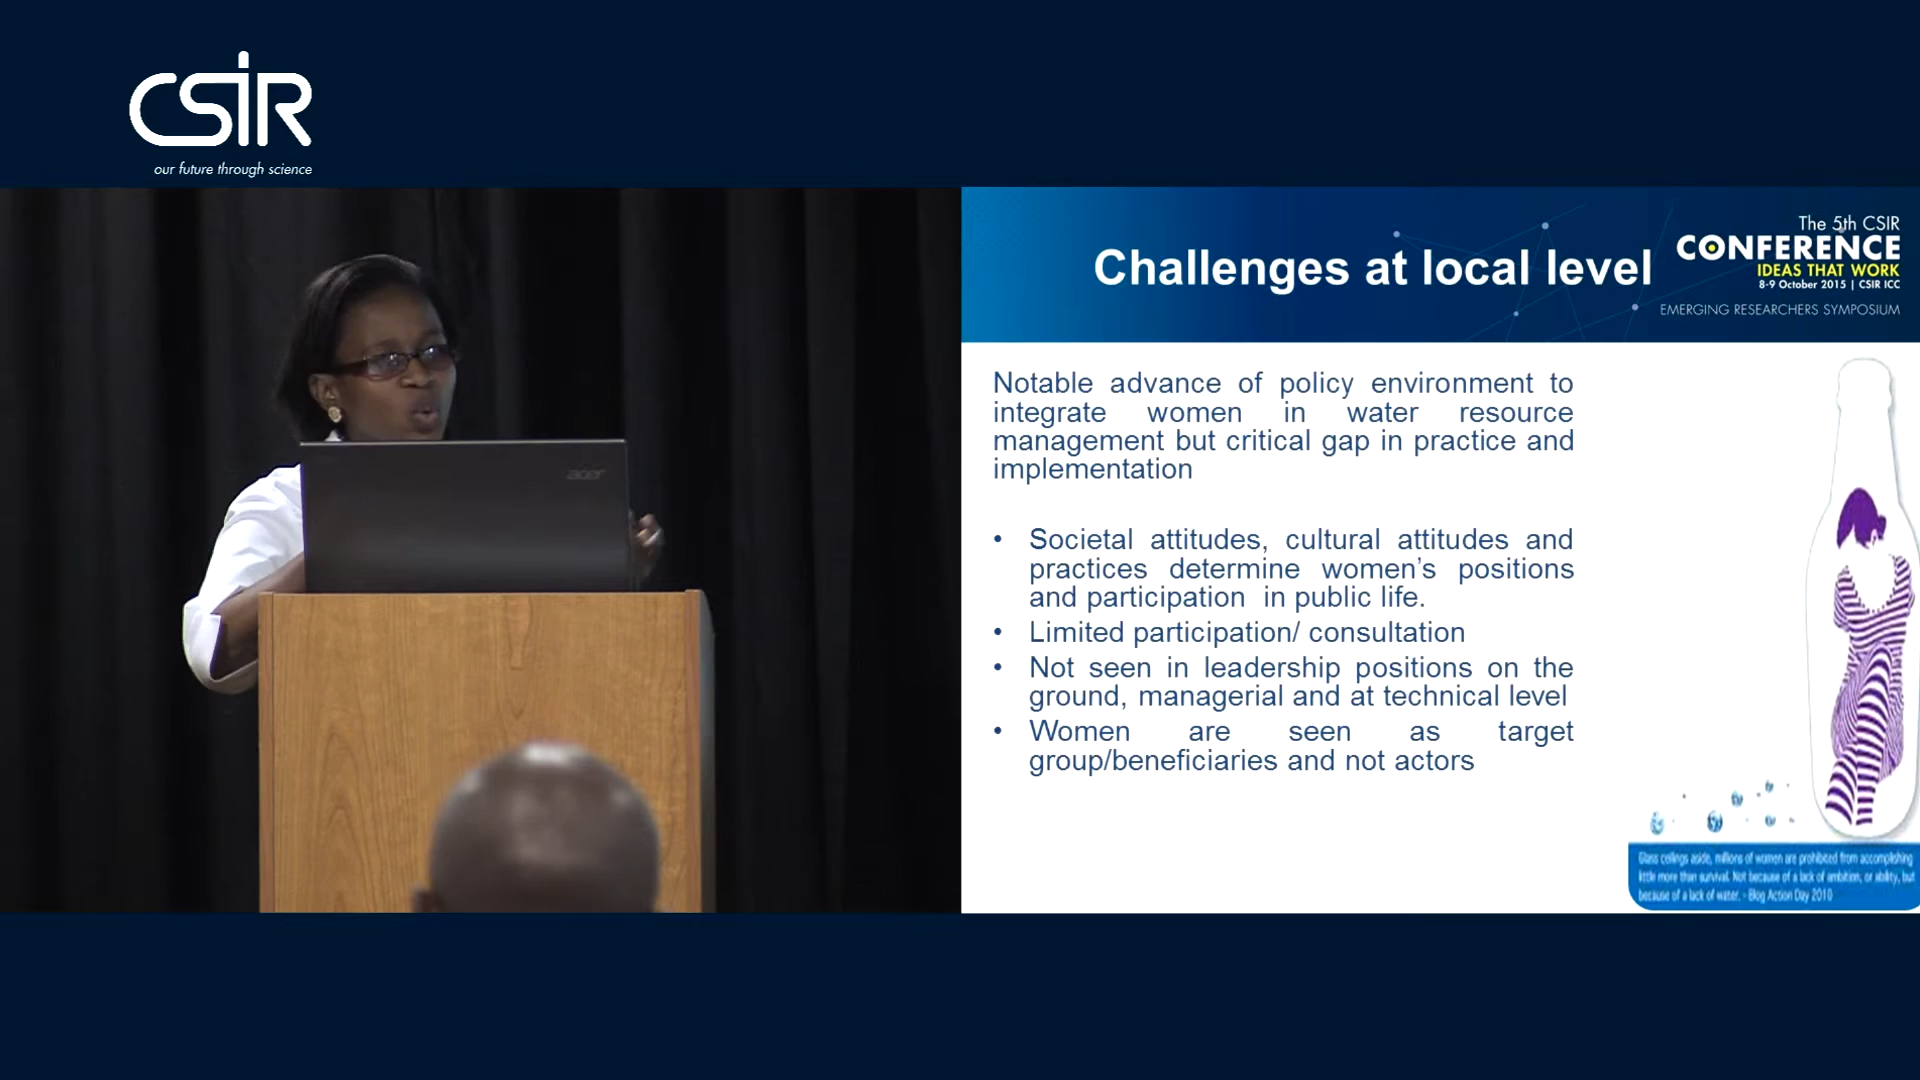 CSIR
our future through science
Challenges at local level
The 5th CSIR
CONFERENCE
IDEAS THAT WORK
8-9 October 2015 | CSIR ICC
EMERGING RESEARCHERS SYMPOSIUM
Notable advance of policy environment to
integrate women in water resource
management but critical gap in practice and
implementation
• Societal attitudes, cultural attitudes and
practices determine women’s positions
and participation in public life.
• Limited participation/ consultation
• Not seen in leadership positions on the
ground, managerial and at technical level
• Women are seen as target
group/beneficiaries and not actors
acer
Glass ceilings aside, millions of women are prohibited from accomplishing
little more than survival. Not because of a lack of ambition, or ability, but
because of a lack of water. - Blog Action Day 2010